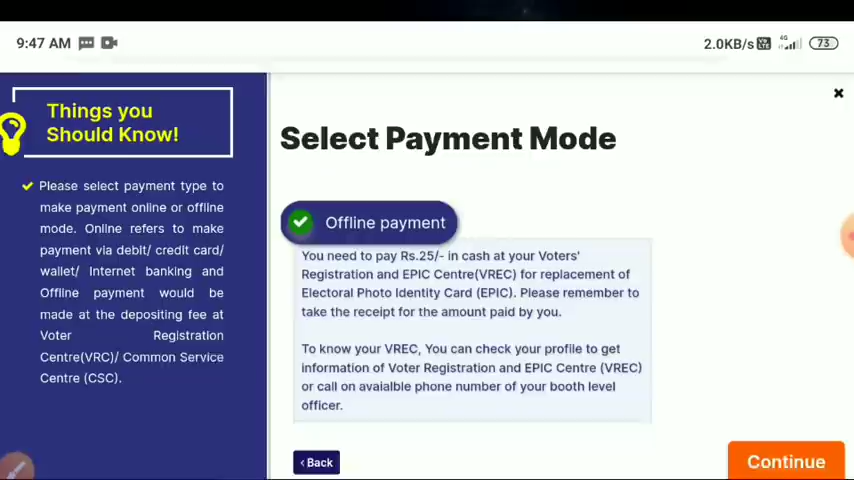 9:47 AM
2.0KB/s 4G 73
Things you
Should Know!
Please select payment type to
make payment online or offline
mode. Online refers to make
payment via debit/ credit card/
wallet/ Internet banking and
Offline payment would be
made at the depositing fee at
Voter Registration
Centre(VRC)/ Common Service
Centre (CSC).
Select Payment Mode
Offline payment
You need to pay Rs.25/- in cash at your Voters'
Registration and EPIC Centre(VREC) for replacement of
Electoral Photo Identity Card (EPIC). Please remember to
take the receipt for the amount paid by you.
To know your VREC, You can check your profile to get
information of Voter Registration and EPIC Centre (VREC)
or call on avaialble phone number of your booth level
officer.
‹ Back
Continue